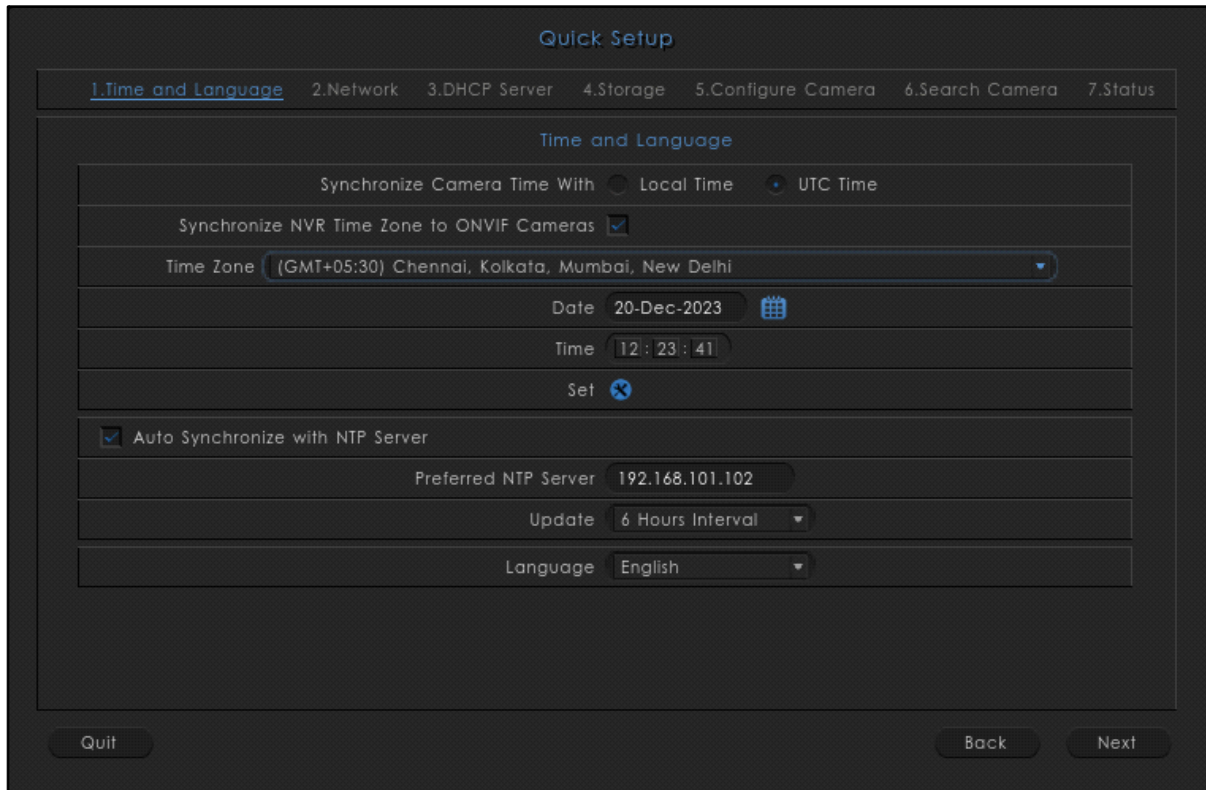 Quick Setup
1.Time and Language 2.Network 3.DHCP Server 4.Storage 5.Configure Camera 6.Search Camera 7.Status
Time and Language
Synchronize Camera Time With Local Time UTC Time
Synchronize NVR Time Zone to ONVIF Cameras
Time Zone (GMT+05:30) Chennai, Kolkata, Mumbai, New Delhi
Date 20-Dec-2023
Time 12 : 23 : 41
Set
Auto Synchronize with NTP Server
Preferred NTP Server 192.168.101.102
Update 6 Hours Interval
Language English
Quit Back Next